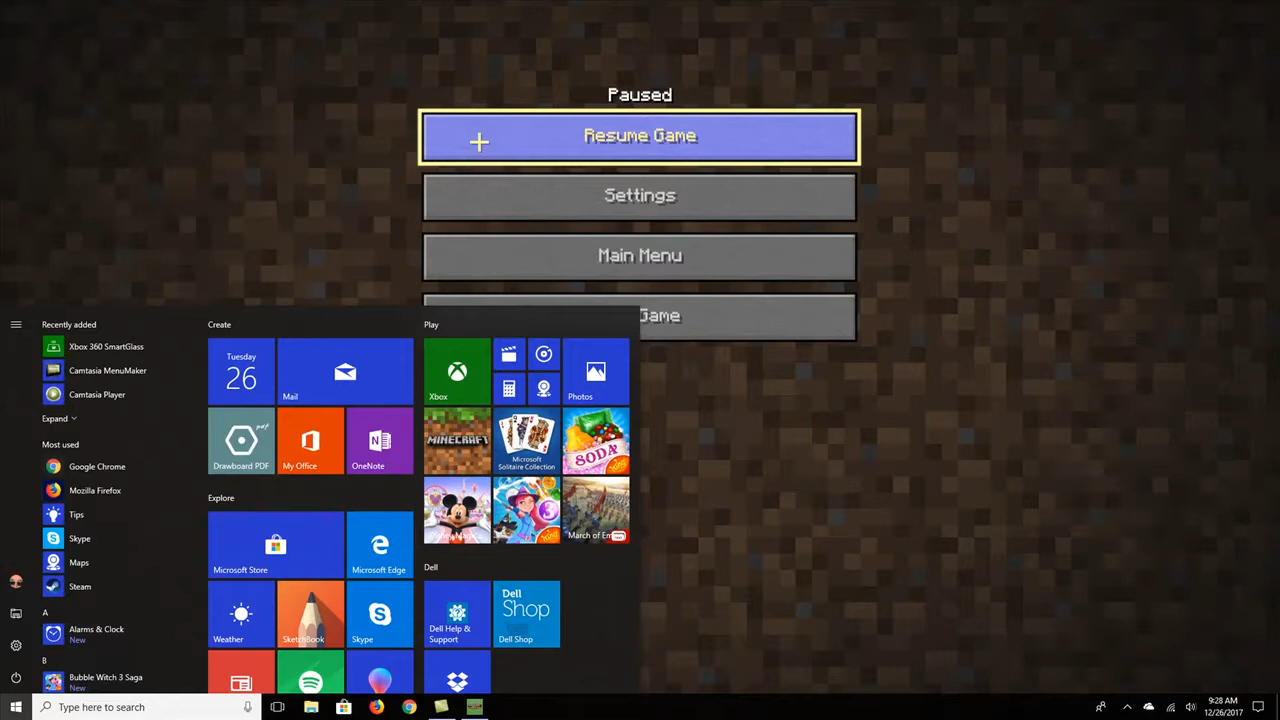 Paused
Resume Game
Settings
Main Menu
Game
Recently added
Xbox 360 SmartGlass
Camtasia MenuMaker
Camtasia Player
Expand
Most used
Google Chrome
Mozilla Firefox
Tips
Skype
Maps
Steam
A
Alarms & Clock
New
B
Bubble Witch 3 Saga
New
Create
Tuesday
26
Mail
pdf
Drawboard PDF
My Office
OneNote
Explore
Microsoft Store
Microsoft Edge
Weather
SketchBook
Skype
Play
Xbox
Photos
MINECRAFT
Microsoft
Solitaire Collection
SODA
King
King
March of Em
Dell
Dell Help &
Support
Dell
Shop
Dell Shop
Type here to search
9:28 AM
12/26/2017